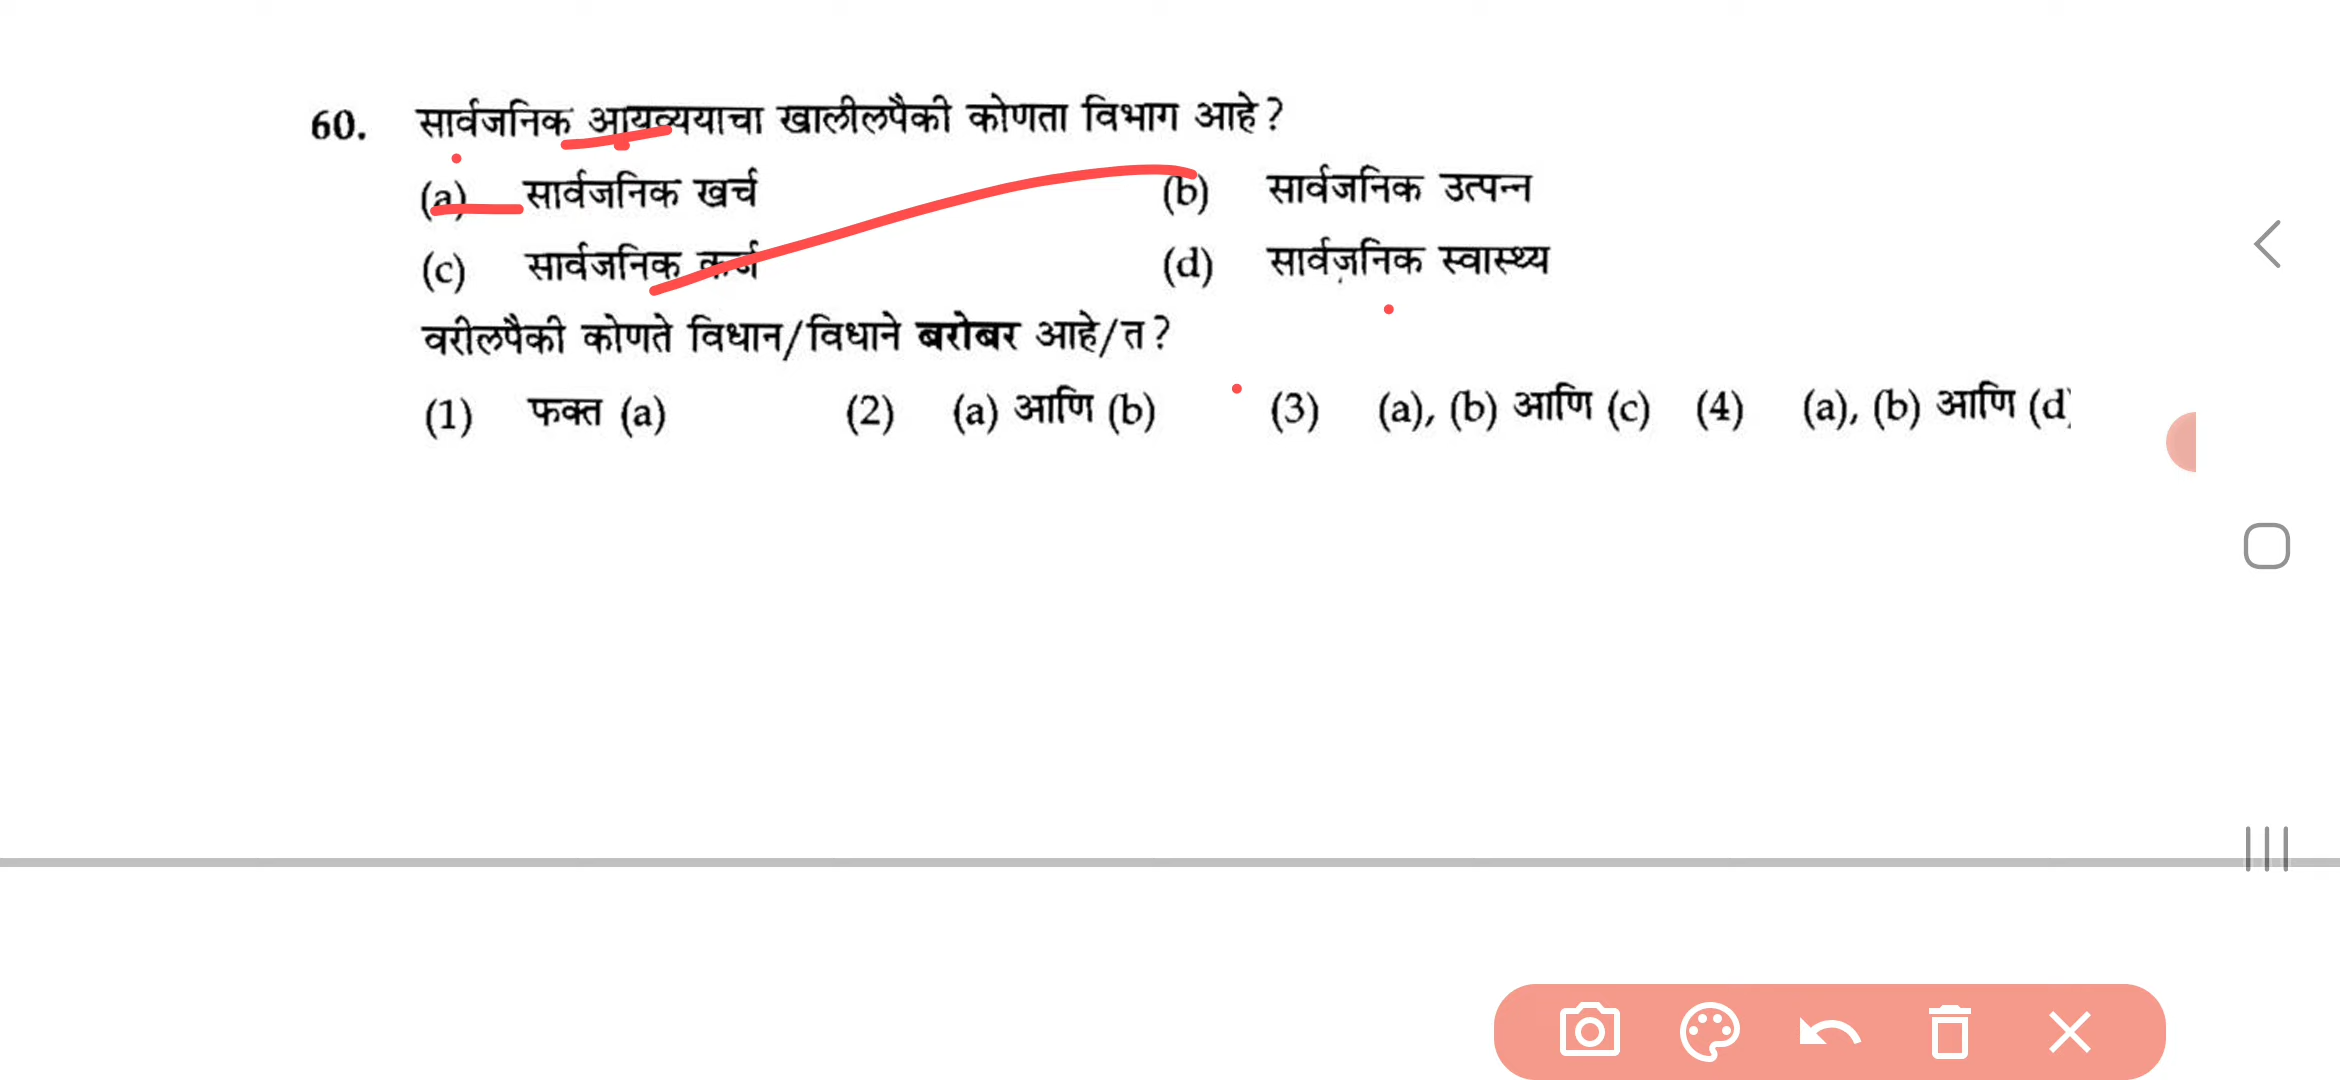 60. सार्वजनिक आयव्ययाचा खालीलपैकी कोणता विभाग आहे?
(a) सार्वजनिक खर्च (b) सार्वजनिक उत्पन्न
(c) सार्वजनिक कर्ज (d) सार्वजनिक स्वास्थ्य
वरीलपैकी कोणते विधान/विधाने बरोबर आहे/त?
(1) फक्त (a) (2) (a) आणि (b) (3) (a), (b) आणि (c) (4) (a), (b) आणि (d)